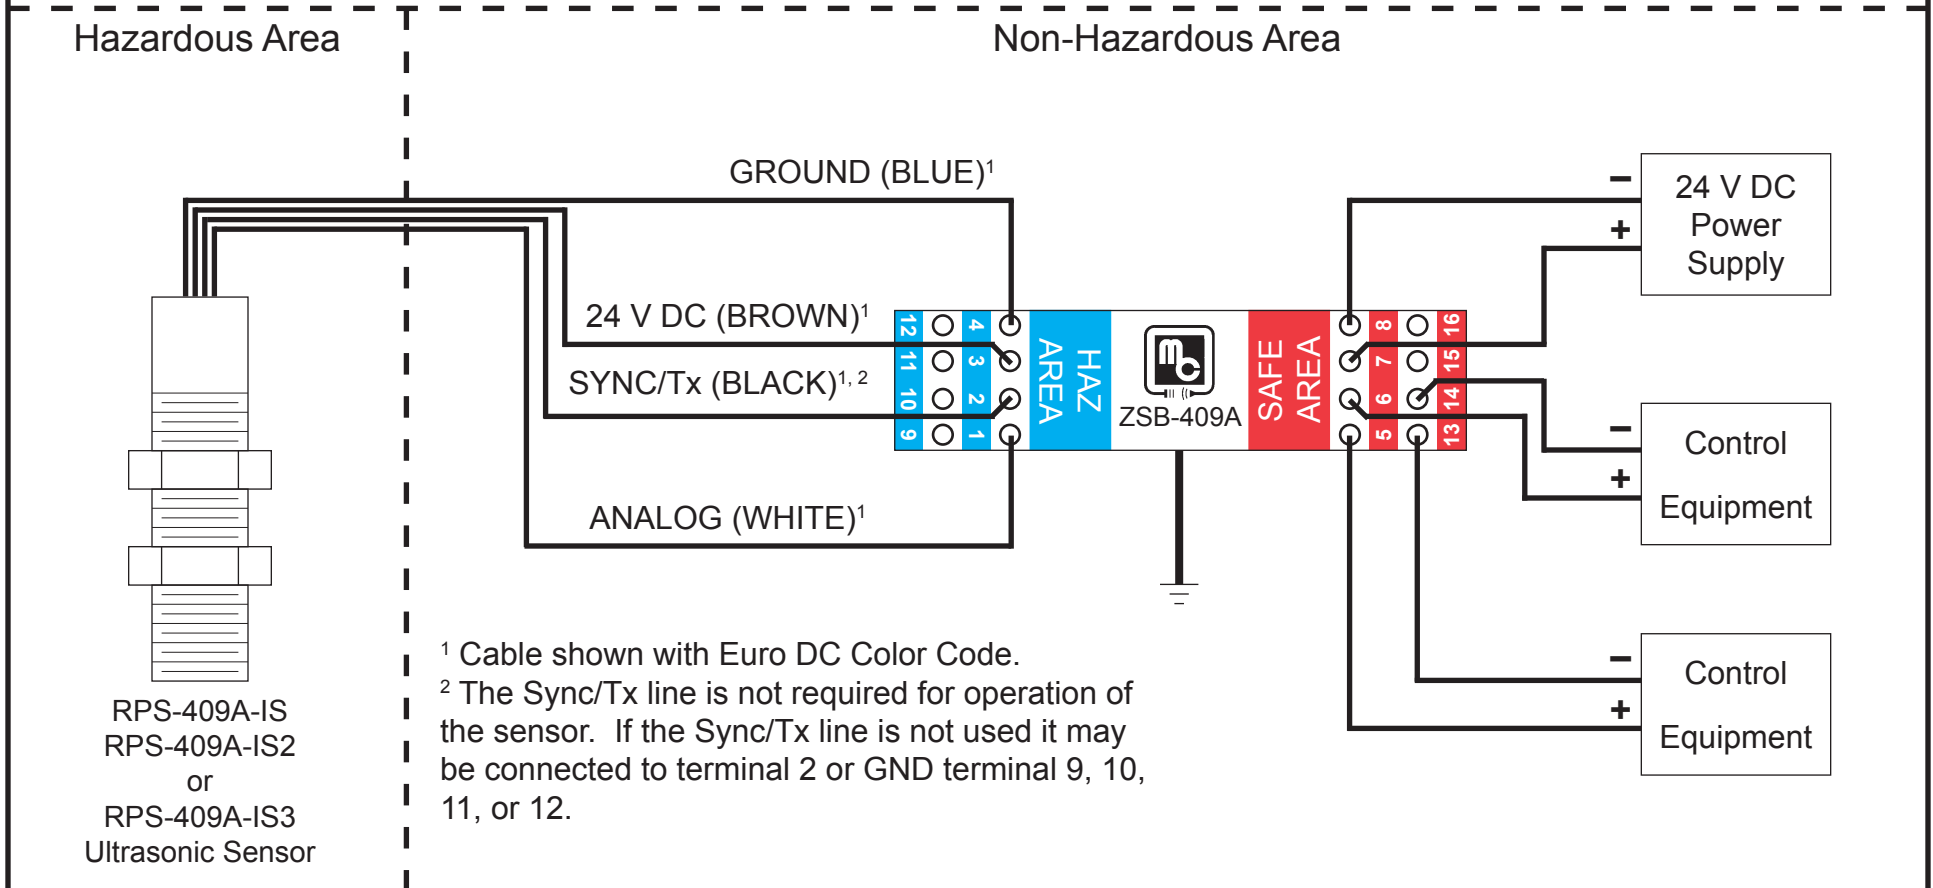 Hazardous Area
Non-Hazardous Area
GROUND (BLUE)¹
24 V DC (BROWN)¹
SYNC/Tx (BLACK)¹, ²
ANALOG (WHITE)¹
12
11
10
9
4
3
2
1
HAZ
AREA
mc
ZSB-409A
SAFE
AREA
8
7
6
5
16
15
14
13
−
+
24 V DC
Power
Supply
−
+
Control
Equipment
−
+
Control
Equipment
¹ Cable shown with Euro DC Color Code.
² The Sync/Tx line is not required for operation of
the sensor. If the Sync/Tx line is not used it may
be connected to terminal 2 or GND terminal 9, 10,
11, or 12.
RPS-409A-IS
RPS-409A-IS2
or
RPS-409A-IS3
Ultrasonic Sensor